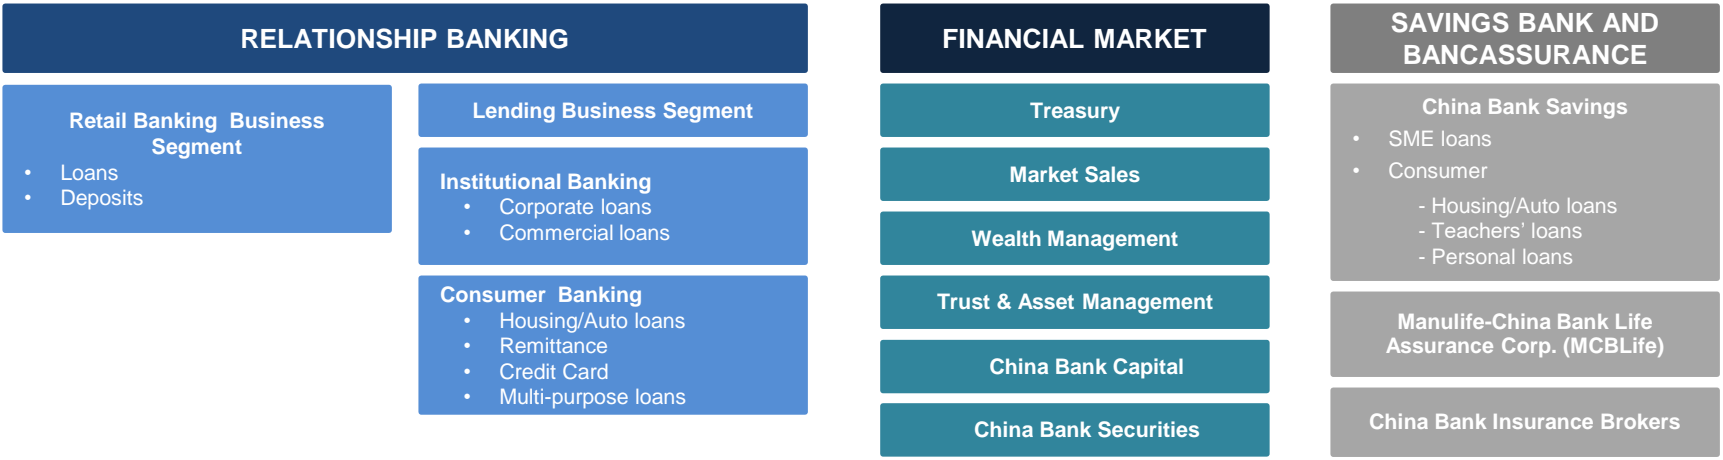 RELATIONSHIP BANKING
Retail Banking Business
Segment
• Loans
• Deposits
Lending Business Segment
Institutional Banking
• Corporate loans
• Commercial loans
Consumer Banking
• Housing/Auto loans
• Remittance
• Credit Card
• Multi-purpose loans
FINANCIAL MARKET
Treasury
Market Sales
Wealth Management
Trust & Asset Management
China Bank Capital
China Bank Securities
SAVINGS BANK AND
BANCASSURANCE
China Bank Savings
• SME loans
• Consumer
- Housing/Auto loans
- Teachers’ loans
- Personal loans
Manulife-China Bank Life
Assurance Corp. (MCBLife)
China Bank Insurance Brokers